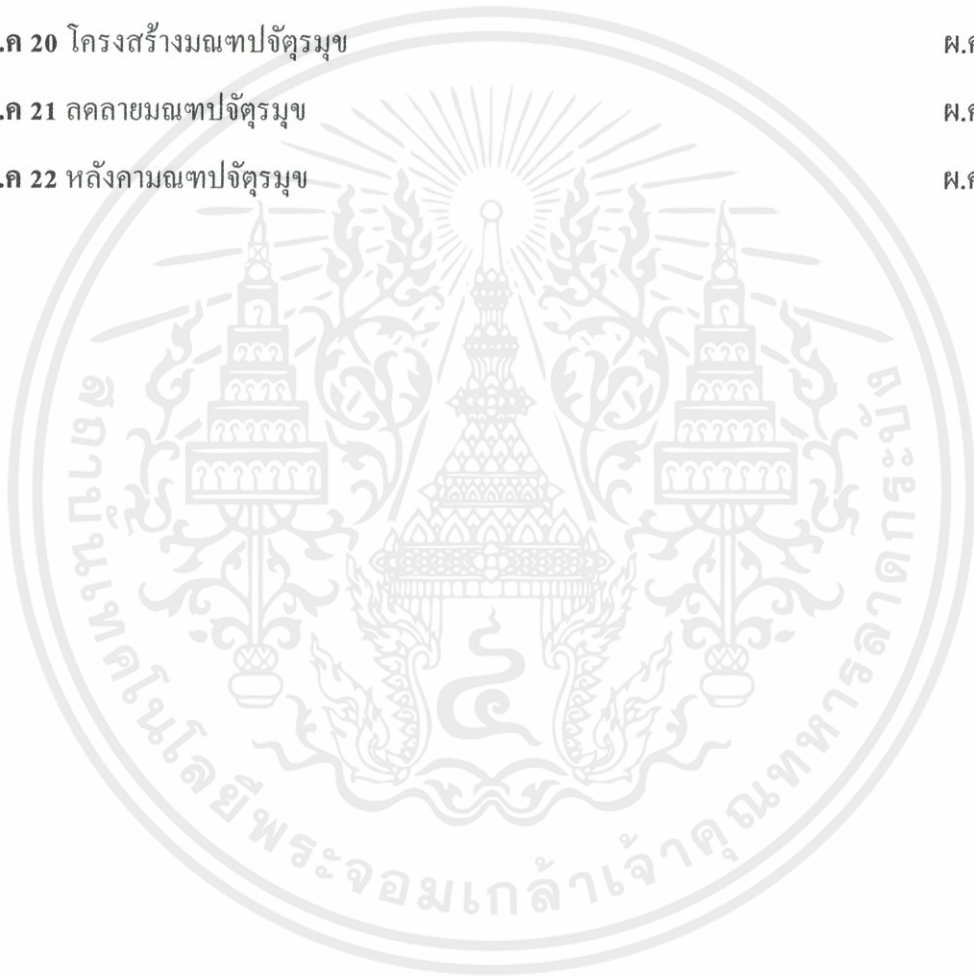 .ค 20 โครงสร้างมณฑปจัตุรมุข ผ.ค
.ค 21 ลดลายมณฑปจัตุรมุข ผ.ค
.ค 22 หลังคามณฑปจัตุรมุข ผ.ค
สถาบันเทคโนโลยีพระจอมเกล้าเจ้าคุณทหารลาดกระบัง